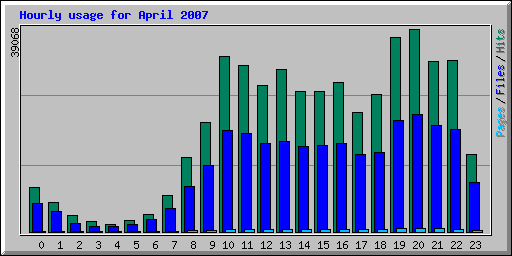 Hourly usage for April 2007
39068
Pages / Files / Hits
0 1 2 3 4 5 6 7 8 9 10 11 12 13 14 15 16 17 18 19 20 21 22 23